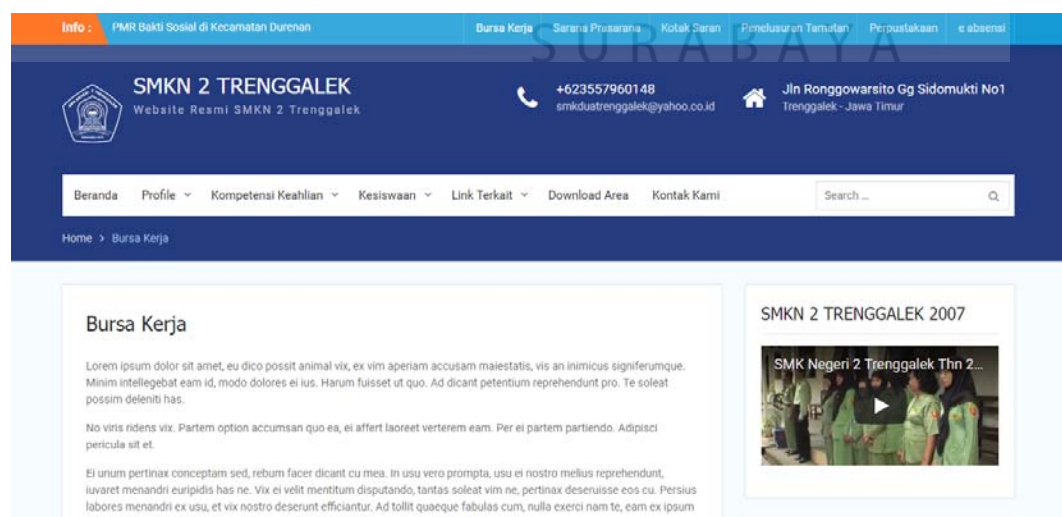 Info : PMR Bakti Sosial di Kecamatan Durenan Bursa Kerja Sarana Prasarana Kotak Saran Penelusuran Tamatan Perpustakaan e absensi
SURABAYA
SMKN 2 TRENGGALEK
Website Resmi SMKN 2 Trenggalek
+623557960148
smkduatrenggalek@yahoo.co.id
Jln Ronggowarsito Gg Sidomukti No1
Trenggalek - Jawa Timur
Beranda Profile Kompetensi Keahlian Kesiswaan Link Terkait Download Area Kontak Kami Search ...
Home > Bursa Kerja
Bursa Kerja
Lorem ipsum dolor sit amet, eu dico possit animal vix, ex vim aperiam accusam maiestatis, vis an inimicus signiferumque.
Minim intellegebat eam id, modo dolores ei ius. Harum fuisset ut quo. Ad dicant petentium reprehendunt pro. Te soleat
possim deleniti has.
No viris ridens vix. Partem option accumsan quo ea, ei affert laoreet verterem eam. Per ei partem partiendo. Adipisci
pericula sit et.
Ei unum pertinax conceptam sed, rebum facer dicant cu mea. In usu vero prompta, usu ei nostro melius reprehendunt,
iuvaret menandri euripidis has ne. Vix ei velit mentitum disputando, tantas soleat vim ne, pertinax deseruisse eos cu. Persius
labores menandri ex usu, et vix nostro deserunt efficiantur. Ad tollit quaeque fabulas cum, nulla exerci nam te, eam ex ipsum
SMKN 2 TRENGGALEK 2007
SMK Negeri 2 Trenggalek Thn 2...